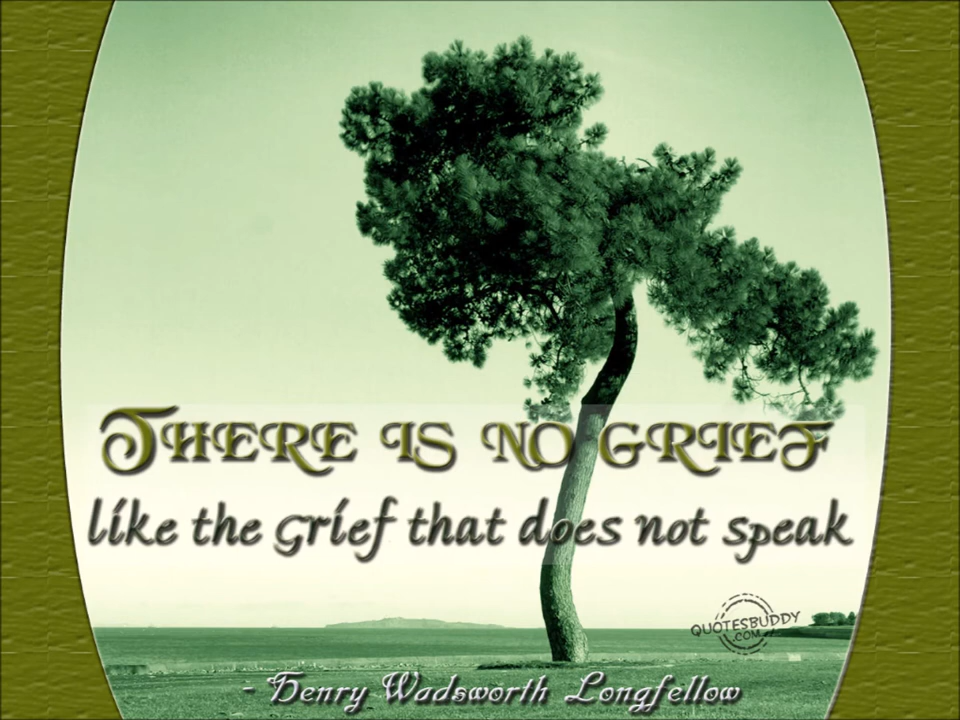 THERE IS NO GRIEF
like the grief that does not speak
QUOTESBUDDY
.COM
- Henry Wadsworth Longfellow